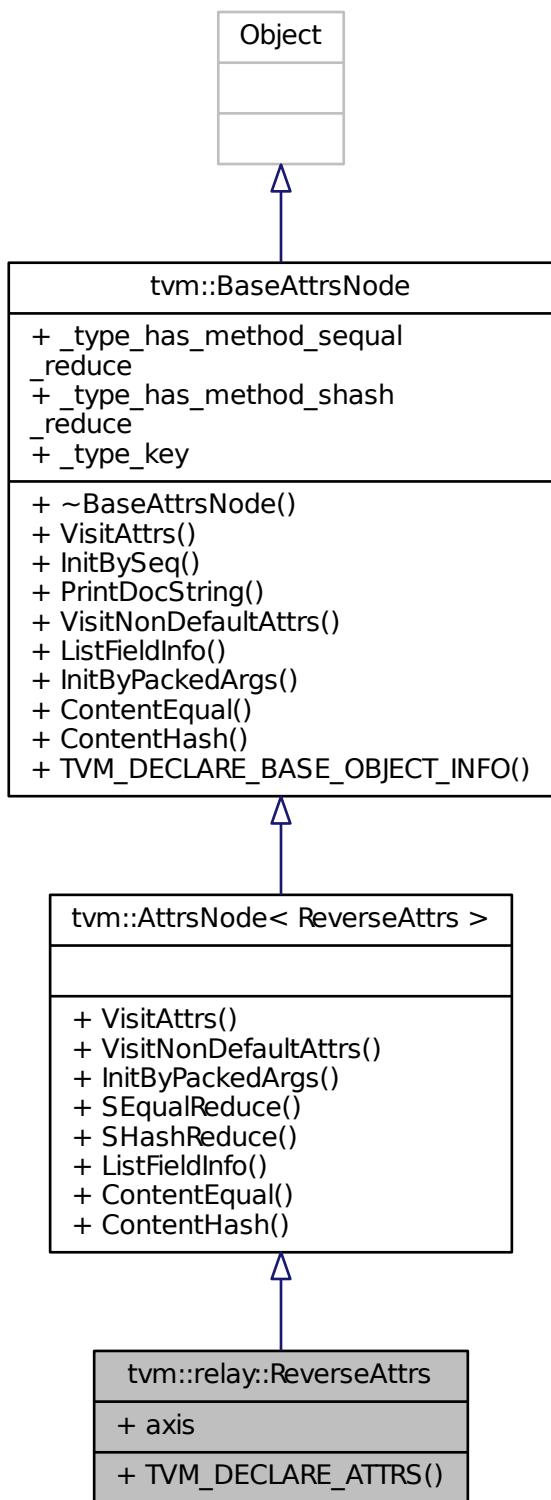 Object
tvm::BaseAttrsNode
+ _type_has_method_sequal
_reduce
+ _type_has_method_shash
_reduce
+ _type_key
+ ~BaseAttrsNode()
+ VisitAttrs()
+ InitBySeq()
+ PrintDocString()
+ VisitNonDefaultAttrs()
+ ListFieldInfo()
+ InitByPackedArgs()
+ ContentEqual()
+ ContentHash()
+ TVM_DECLARE_BASE_OBJECT_INFO()
tvm::AttrsNode< ReverseAttrs >
+ VisitAttrs()
+ VisitNonDefaultAttrs()
+ InitByPackedArgs()
+ SEqualReduce()
+ SHashReduce()
+ ListFieldInfo()
+ ContentEqual()
+ ContentHash()
tvm::relay::ReverseAttrs
+ axis
+ TVM_DECLARE_ATTRS()